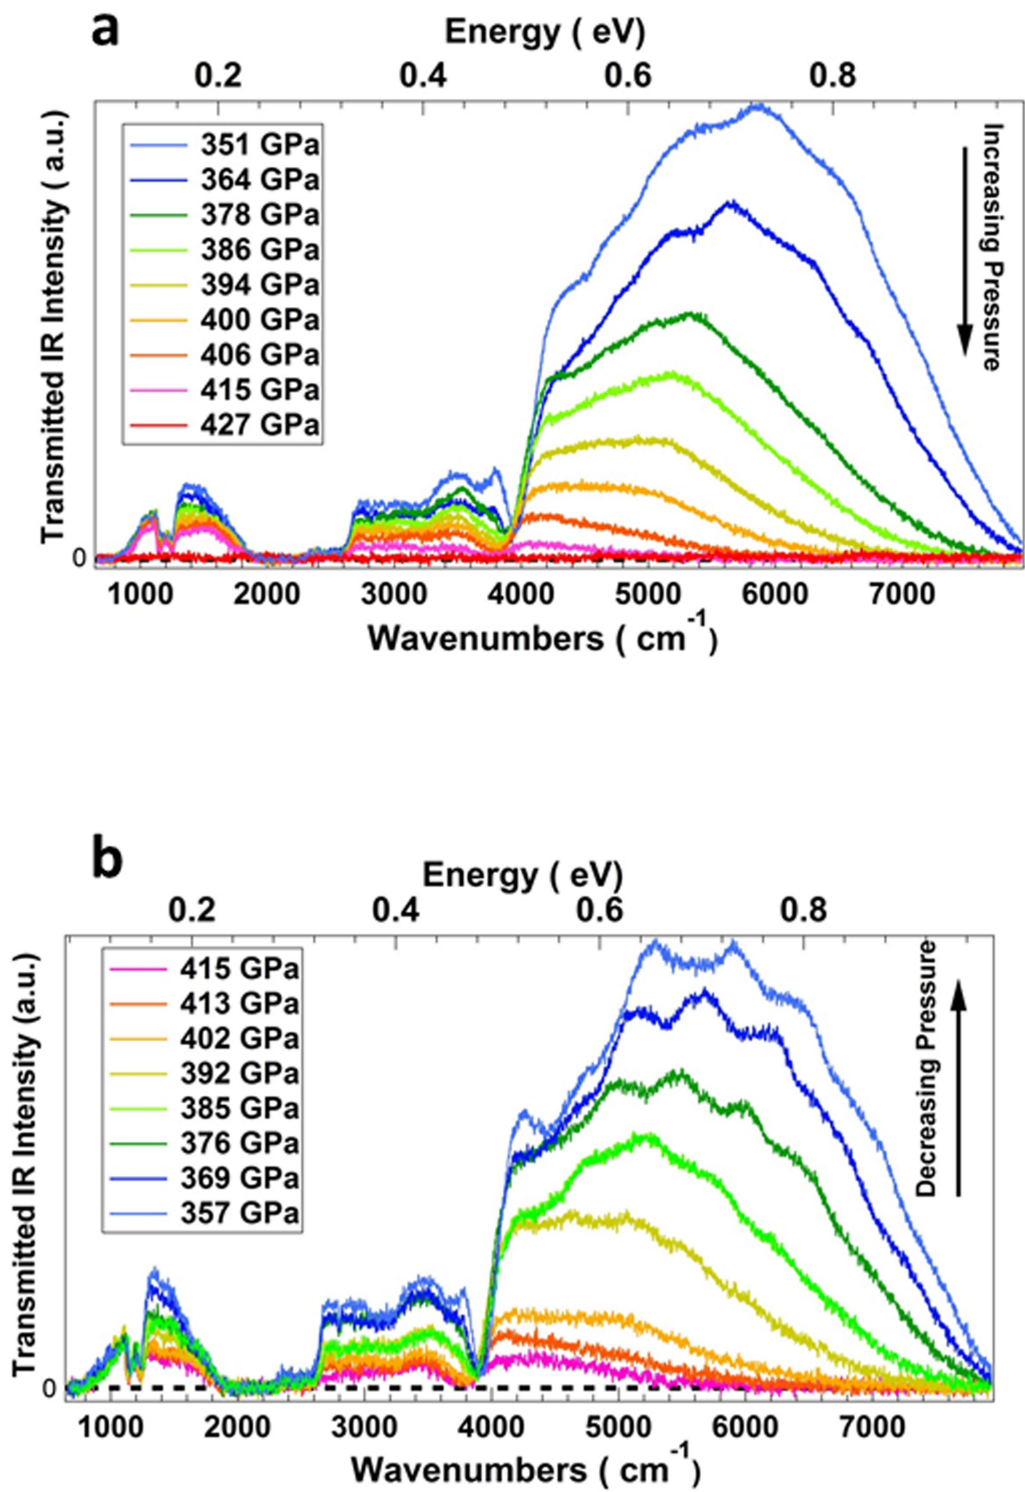 a
Energy ( eV)
0.2 0.4 0.6 0.8
Transmitted IR Intensity ( a.u.)
351 GPa
364 GPa
378 GPa
386 GPa
394 GPa
400 GPa
406 GPa
415 GPa
427 GPa
Increasing Pressure
0
1000 2000 3000 4000 5000 6000 7000
Wavenumbers ( cm-1)
b
Energy ( eV)
0.2 0.4 0.6 0.8
Transmitted IR Intensity (a.u.)
415 GPa
413 GPa
402 GPa
392 GPa
385 GPa
376 GPa
369 GPa
357 GPa
Decreasing Pressure
0
1000 2000 3000 4000 5000 6000 7000
Wavenumbers ( cm-1)